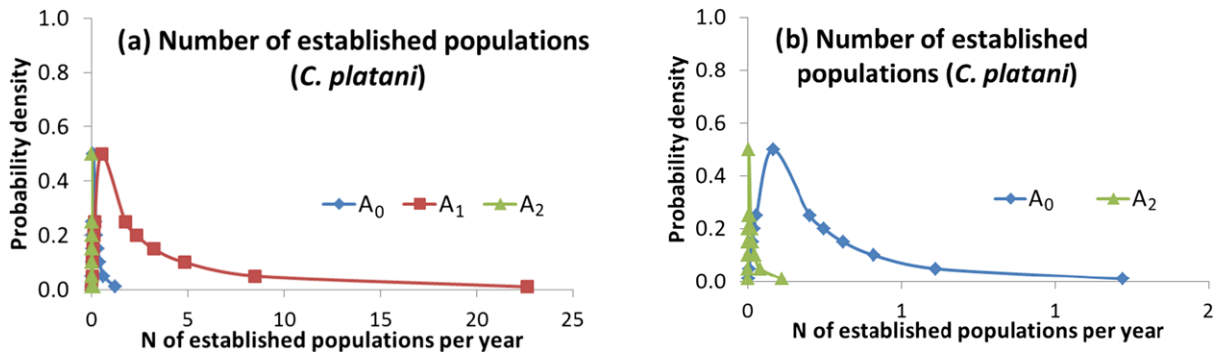 (a) Number of established populations
(C. platani)
Probability density
1.0
0.8
0.6
0.4
0.2
0.0
A0 A1 A2
0 5 10 15 20 25
N of established populations per year
(b) Number of established
populations (C. platani)
Probability density
1.0
0.8
0.6
0.4
0.2
0.0
A0 A2
0 1 1 2
N of established populations per year